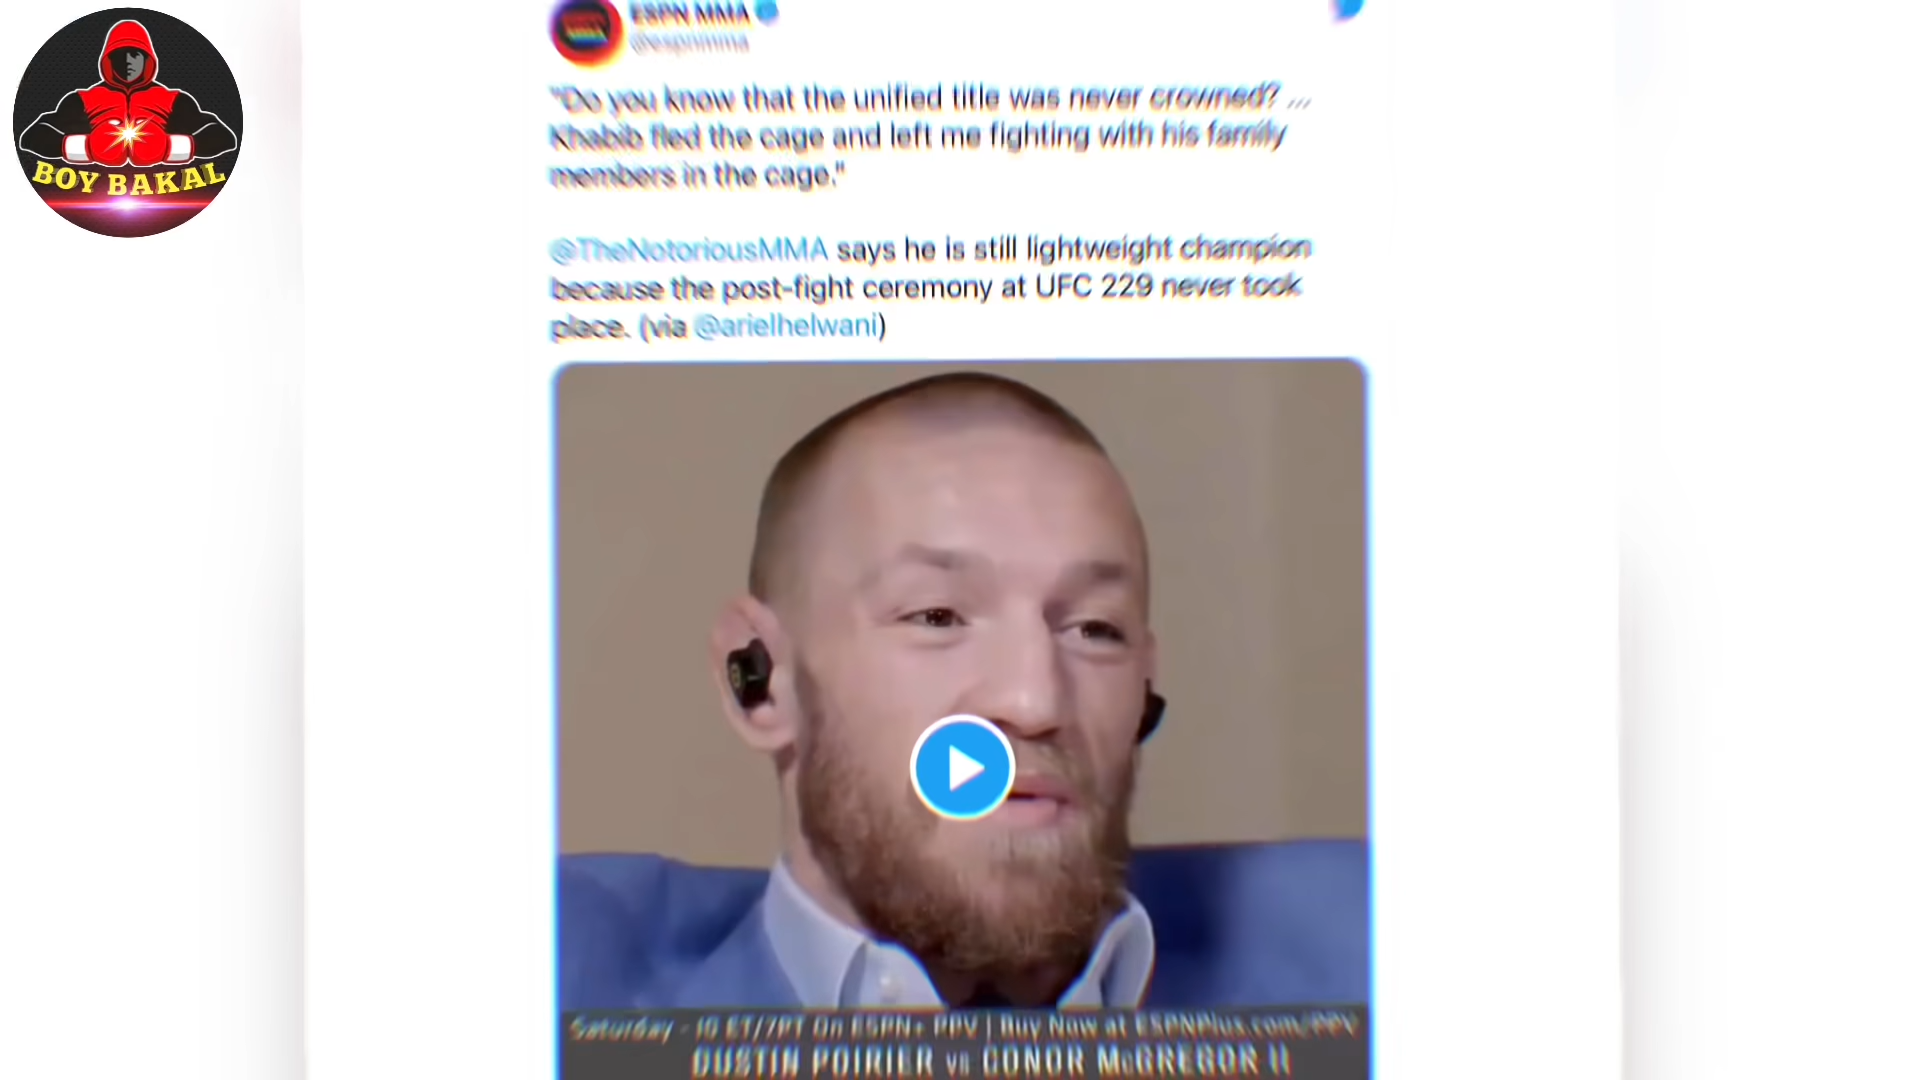 BOY BAKAL
ESPN MMA
@espnmma
"Do you know that the unified title was never crowned? ...
Khabib fled the cage and left me fighting with his family
members in the cage."
@TheNotoriousMMA says he is still lightweight champion
because the post-fight ceremony at UFC 229 never took
place. (via @arielhelwani)
Saturday - 10 ET/7PT On ESPN+ PPV | Buy Now at ESPNPlus.com/PPV
DUSTIN POIRIER vs CONOR McGREGOR II